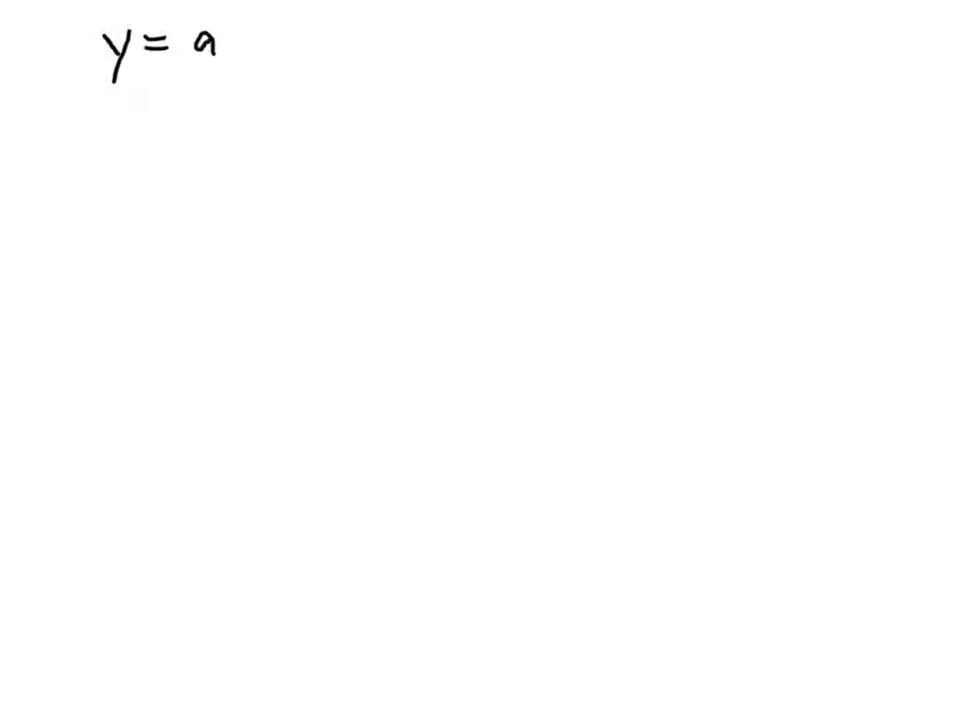 y = a